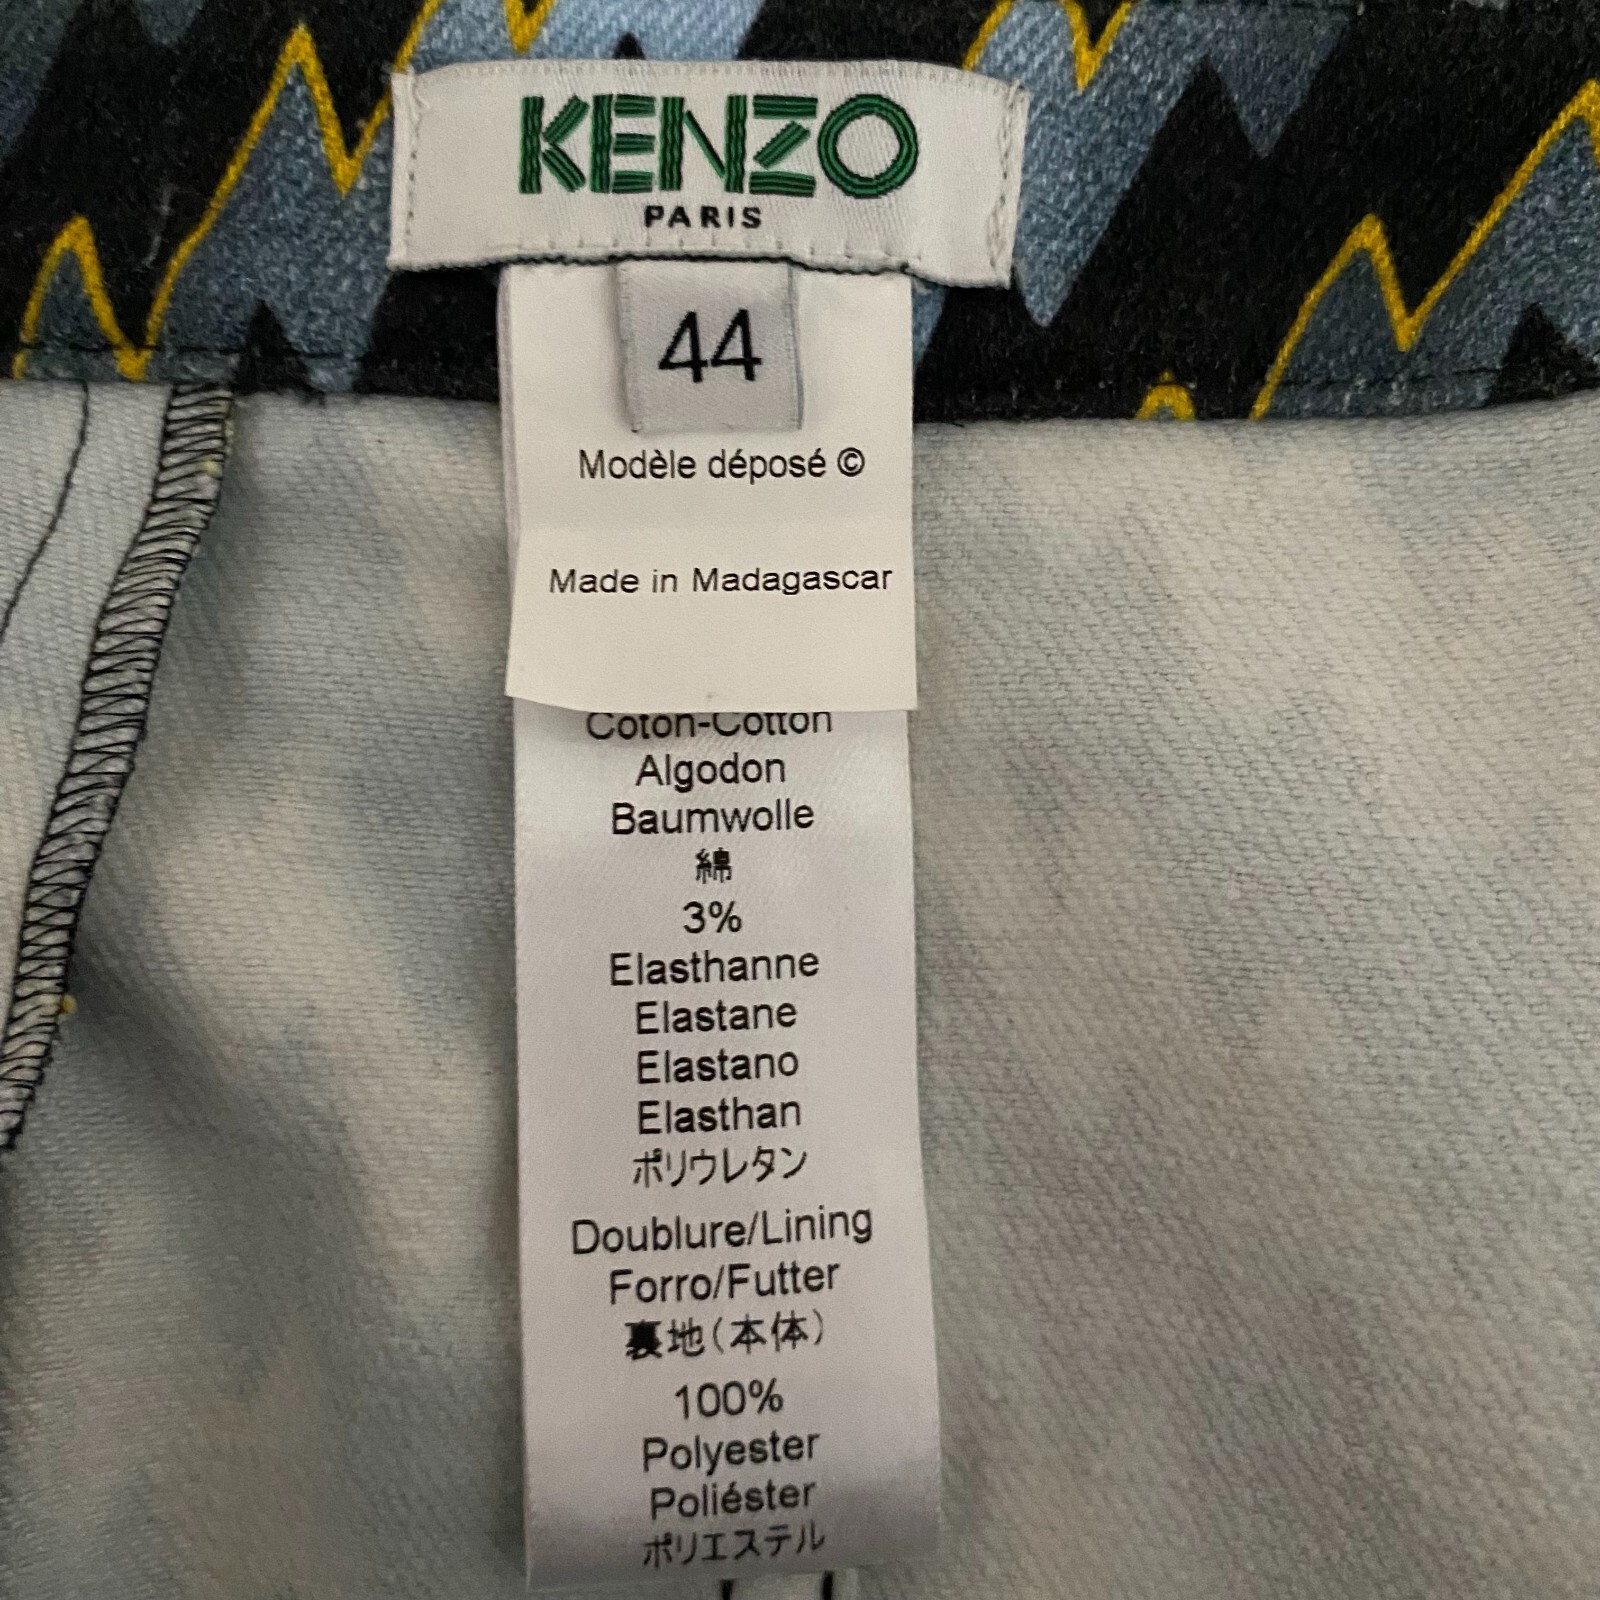 KENZO
PARIS
44
Modèle déposé ©
Made in Madagascar
Coton-Cotton
Algodon
Baumwolle
綿
3%
Elasthanne
Elastane
Elastano
Elasthan
ポリウレタン
Doublure/Lining
Forro/Futter
裏地(本体)
100%
Polyester
Poliéster
ポリエステル